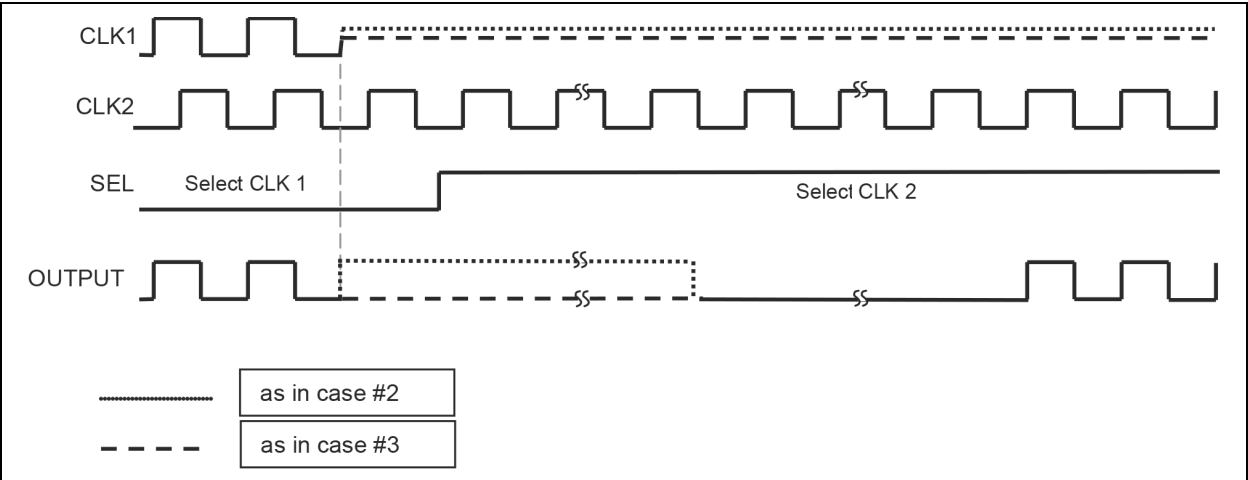 CLK1
CLK2
SEL
Select CLK 1
Select CLK 2
OUTPUT
as in case #2
as in case #3